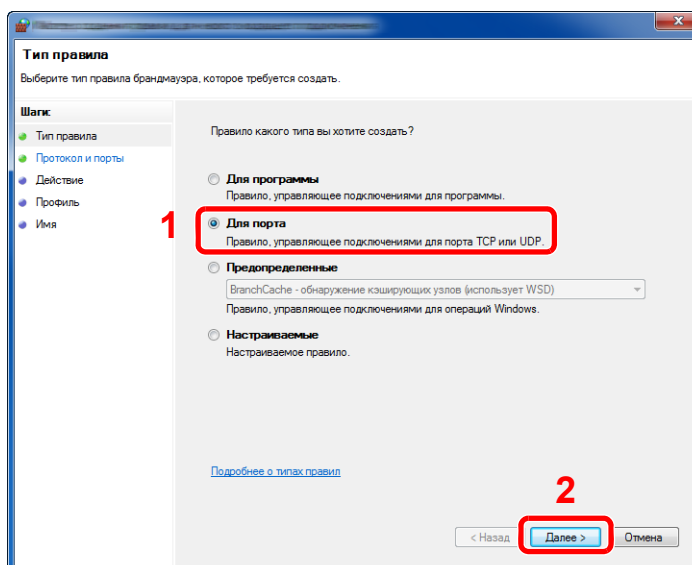 Тип правила
Выберите тип правила брандмауэра, которое требуется создать.
Шаги:
Тип правила
Протокол и порты
Действие
Профиль
Имя
Правило какого типа вы хотите создать?
Для программы
Правило, управляющее подключениями для программы.
1
Для порта
Правило, управляющее подключениями для порта TCP или UDP.
Предопределенные
BranchCache - обнаружение кэширующих узлов (использует WSD)
Правило, управляющее подключениями для операций Windows.
Настраиваемые
Настраиваемое правило.
Подробнее о типах правил
2
< Назад
Далее >
Отмена